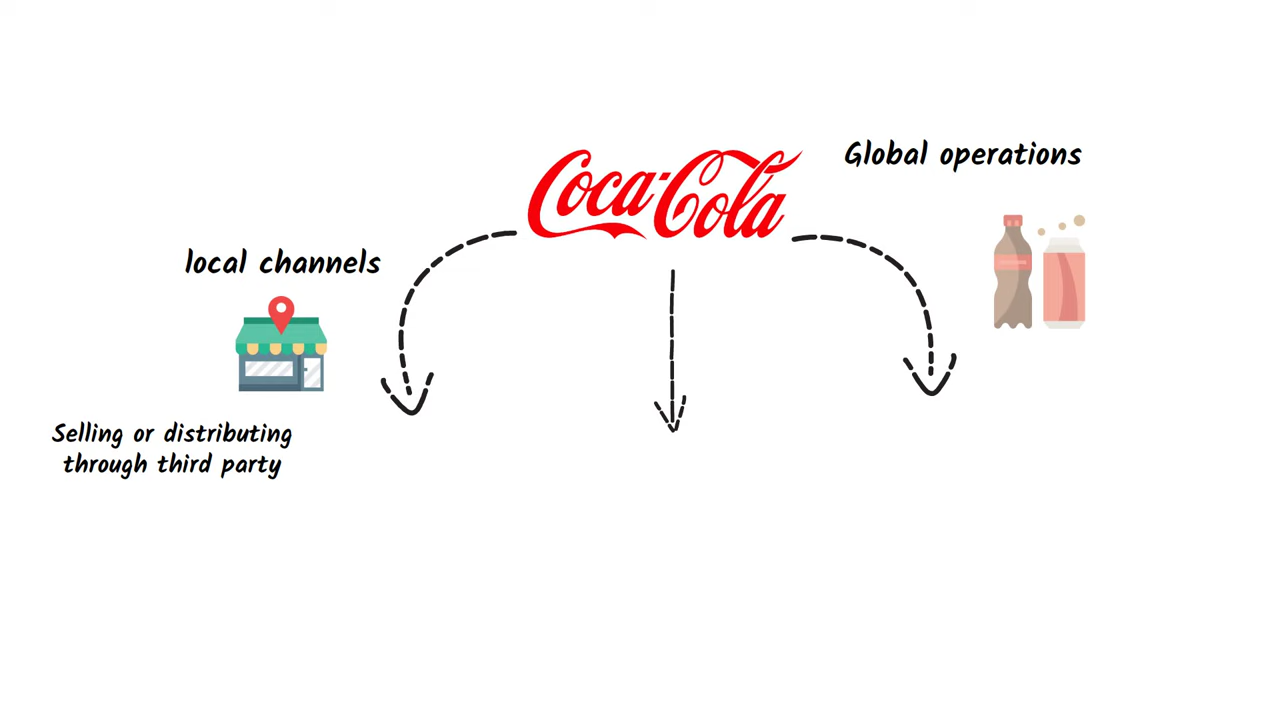 Coca-Cola
Global operations
local channels
Selling or distributing
through third party